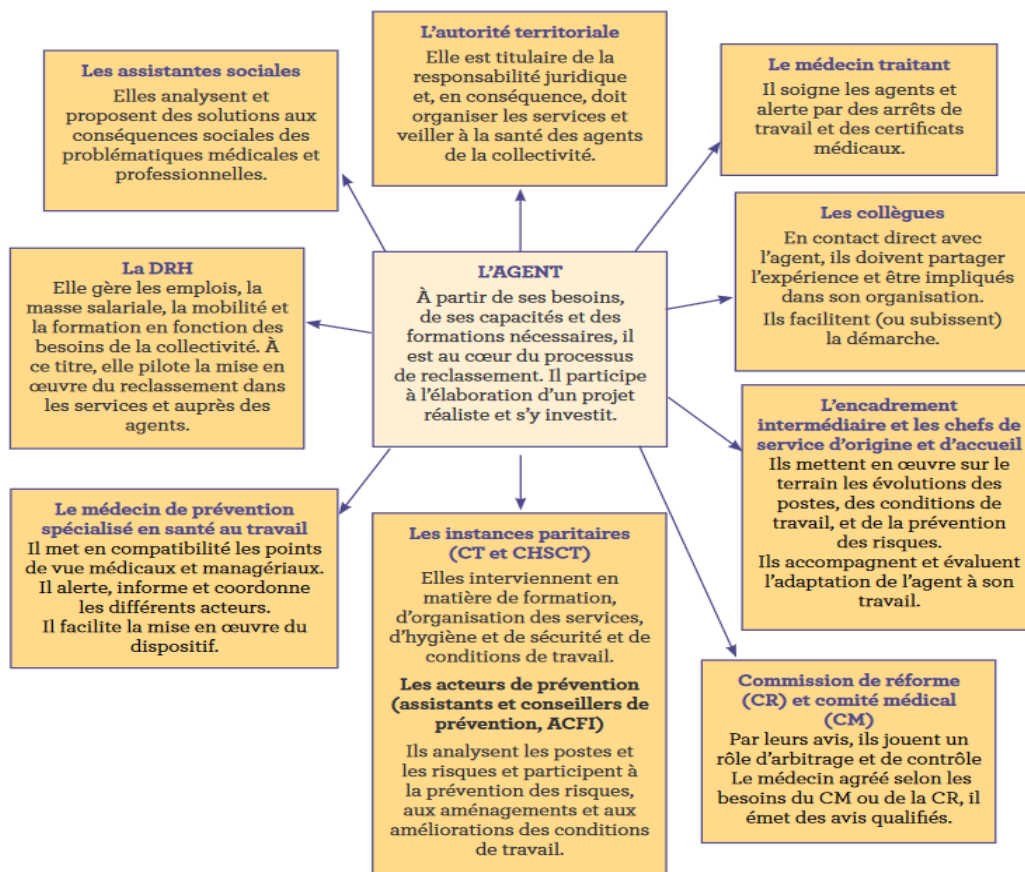 Les assistantes sociales
Elles analysent et
proposent des solutions aux
conséquences sociales des
problématiques médicales et
professionnelles.
L'autorité territoriale
Elle est titulaire de la
responsabilité juridique
et, en conséquence, doit
organiser les services et
veiller à la santé des agents
de la collectivité.
Le médecin traitant
Il soigne les agents et
alerte par des arrêts de
travail et des certificats
médicaux.
La DRH
Elle gère les emplois, la
masse salariale, la mobilité et
la formation en fonction des
besoins de la collectivité. À
ce titre, elle pilote la mise en
œuvre du reclassement dans
les services et auprès des
agents.
L'AGENT
À partir de ses besoins,
de ses capacités et des
formations nécessaires, il
est au cœur du processus
de reclassement. Il participe
à l'élaboration d'un projet
réaliste et s'y investit.
Les collègues
En contact direct avec
l'agent, ils doivent partager
l'expérience et être impliqués
dans son organisation.
Ils facilitent (ou subissent)
la démarche.
L'encadrement
intermédiaire et les chefs de
service d'origine et d'accueil
Ils mettent en œuvre sur le
terrain les évolutions des
postes, des conditions de
travail, et de la prévention
des risques.
Ils accompagnent et évaluent
l'adaptation de l'agent à son
travail.
Le médecin de prévention
spécialisé en santé au travail
Il met en compatibilité les points
de vue médicaux et managériaux.
Il alerte, informe et coordonne
les différents acteurs.
Il facilite la mise en œuvre du
dispositif.
Les instances paritaires
(CT et CHSCT)
Elles interviennent en
matière de formation,
d'organisation des services,
d'hygiène et de sécurité et de
conditions de travail.
Les acteurs de prévention
(assistants et conseillers de
prévention, ACFI)
Ils analysent les postes et
les risques et participent à
la prévention des risques,
aux aménagements et aux
améliorations des conditions
de travail.
Commission de réforme
(CR) et comité médical
(CM)
Par leurs avis, ils jouent un
rôle d'arbitrage et de contrôle
Le médecin agréé selon les
besoins du CM ou de la CR, il
émet des avis qualifiés.